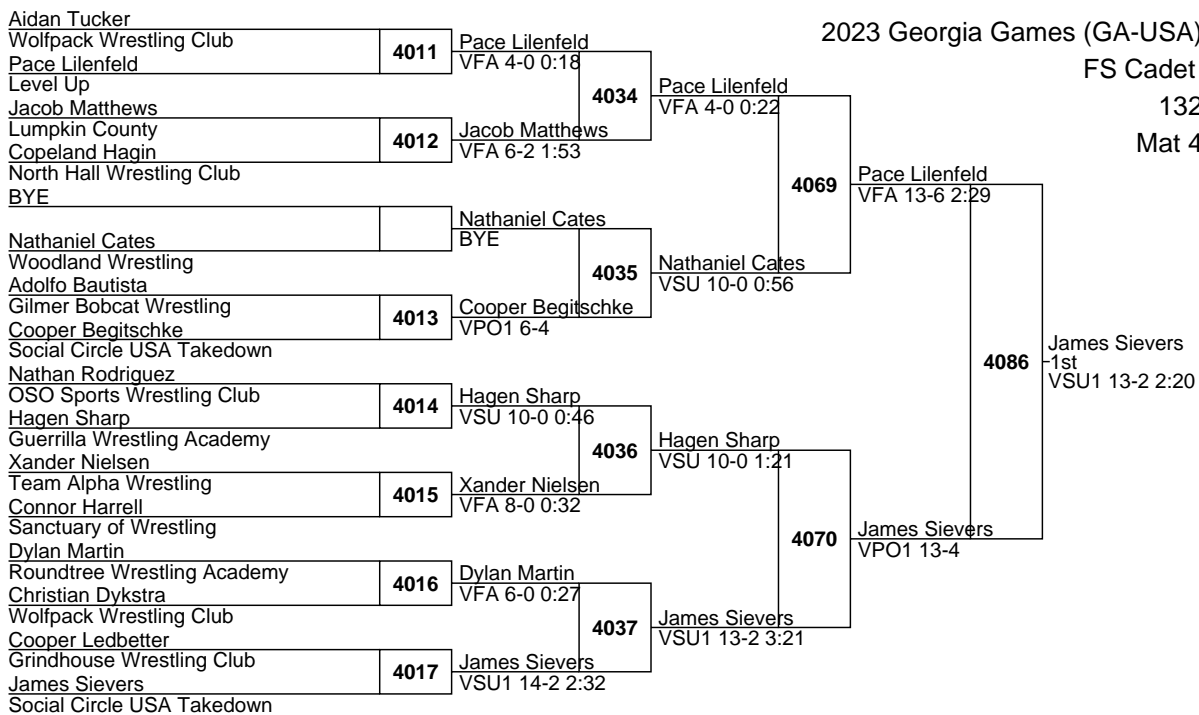 2023 Georgia Games (GA-USA)
FS Cadet
132
Mat 4
Aidan Tucker
Wolfpack Wrestling Club
4011
Pace Lilenfeld
Level Up
Pace Lilenfeld
VFA 4-0 0:18
4034
Jacob Matthews
Lumpkin County
4012
Copeland Hagin
North Hall Wrestling Club
Jacob Matthews
VFA 6-2 1:53
Pace Lilenfeld
VFA 4-0 0:22
4069
BYE
Nathaniel Cates
Woodland Wrestling
Nathaniel Cates
BYE
4035
Adolfo Bautista
Gilmer Bobcat Wrestling
4013
Cooper Begitschke
Social Circle USA Takedown
Cooper Begitschke
VPO1 6-4
Nathaniel Cates
VSU 10-0 0:56
Pace Lilenfeld
VFA 13-6 2:29
4086
Nathan Rodriguez
OSO Sports Wrestling Club
4014
Hagen Sharp
Guerrilla Wrestling Academy
Hagen Sharp
VSU 10-0 0:46
4036
Xander Nielsen
Team Alpha Wrestling
4015
Connor Harrell
Sanctuary of Wrestling
Xander Nielsen
VFA 8-0 0:32
Hagen Sharp
VSU 10-0 1:21
4070
Dylan Martin
Roundtree Wrestling Academy
4016
Christian Dykstra
Wolfpack Wrestling Club
Dylan Martin
VFA 6-0 0:27
4037
Cooper Ledbetter
Grindhouse Wrestling Club
4017
James Sievers
Social Circle USA Takedown
James Sievers
VSU1 14-2 2:32
James Sievers
VSU1 13-2 3:21
James Sievers
VPO1 13-4
James Sievers
1st
VSU1 13-2 2:20